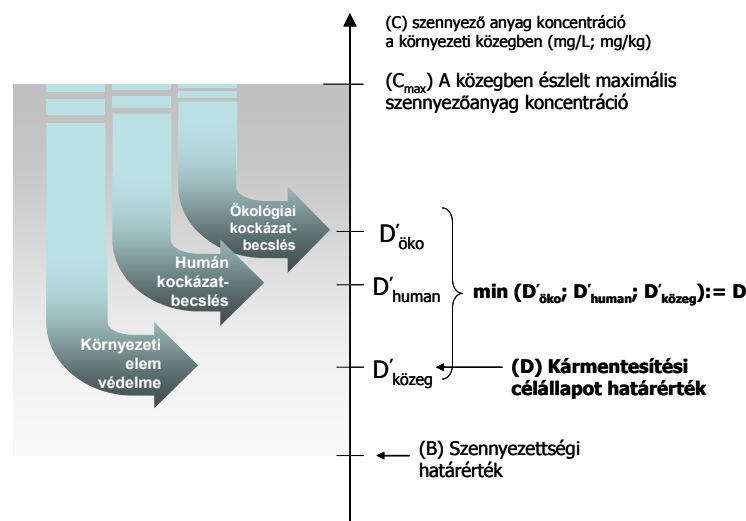 (C) szennyező anyag koncentráció
a környezeti közegben (mg/L; mg/kg)
(Cmax) A közegben észlelt maximális
szennyezőanyag koncentráció
Ökológiai
kockázat-
becslés
D′öko
Humán
kockázat-
becslés
D′human
min (D′öko; D′human; D′közeg):= D
Környezeti
elem
védelme
D′közeg
(D) Kármentesítési
célállapot határérték
(B) Szennyezettségi
határérték